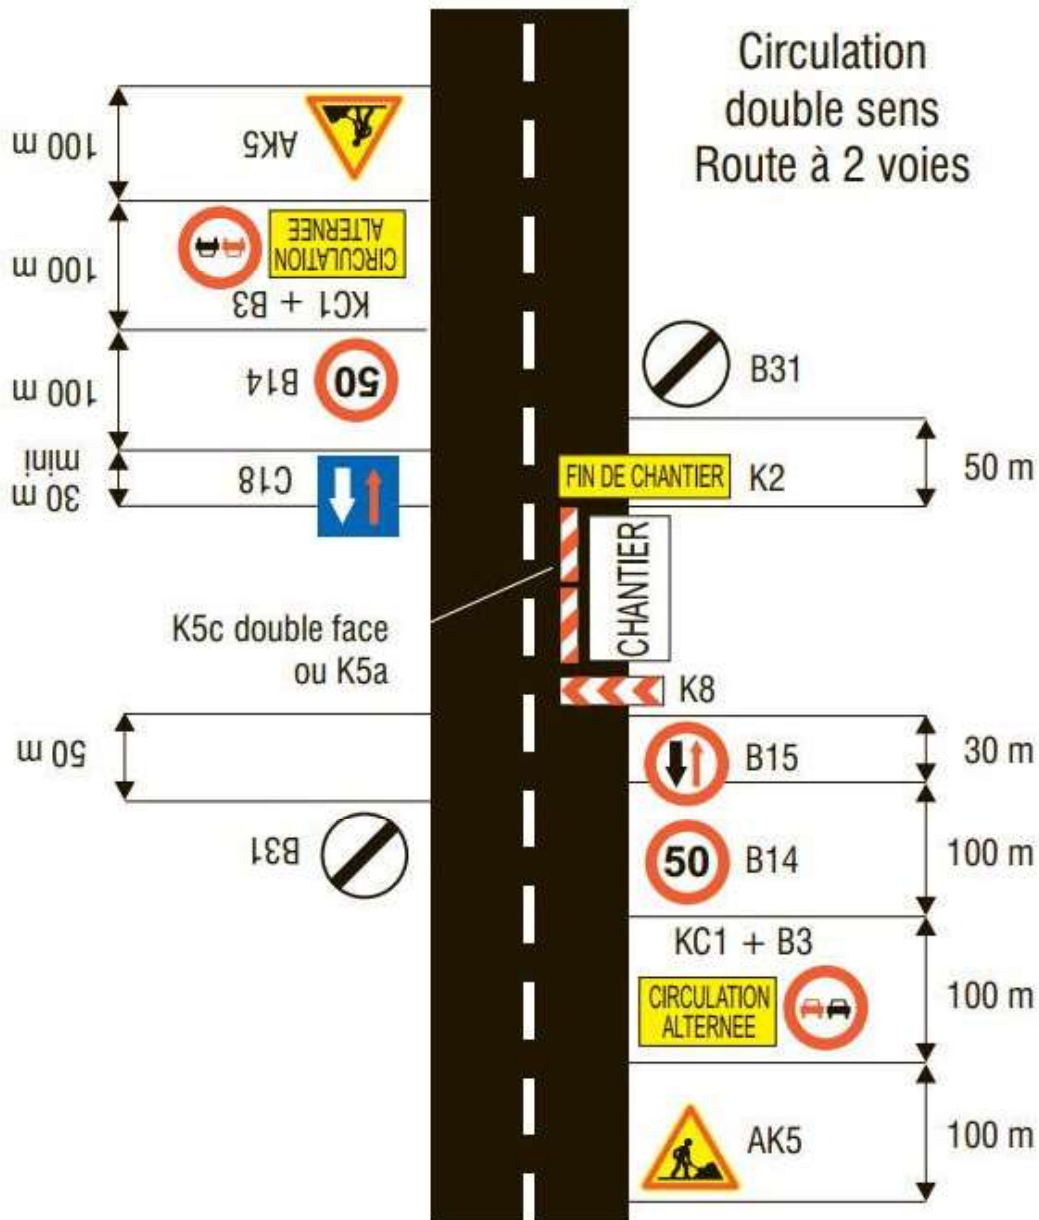 Circulation
double sens
Route à 2 voies
100 m
AK5
100 m
CIRCULATION
ALTERNEE
KC1 + B3
100 m
B14
50
30 m
mini
C18
B31
50 m
FIN DE CHANTIER
K2
CHANTIER
K5c double face
ou K5a
K8
50 m
B31
B15
30 m
50
B14
100 m
KC1 + B3
CIRCULATION
ALTERNEE
100 m
AK5
100 m